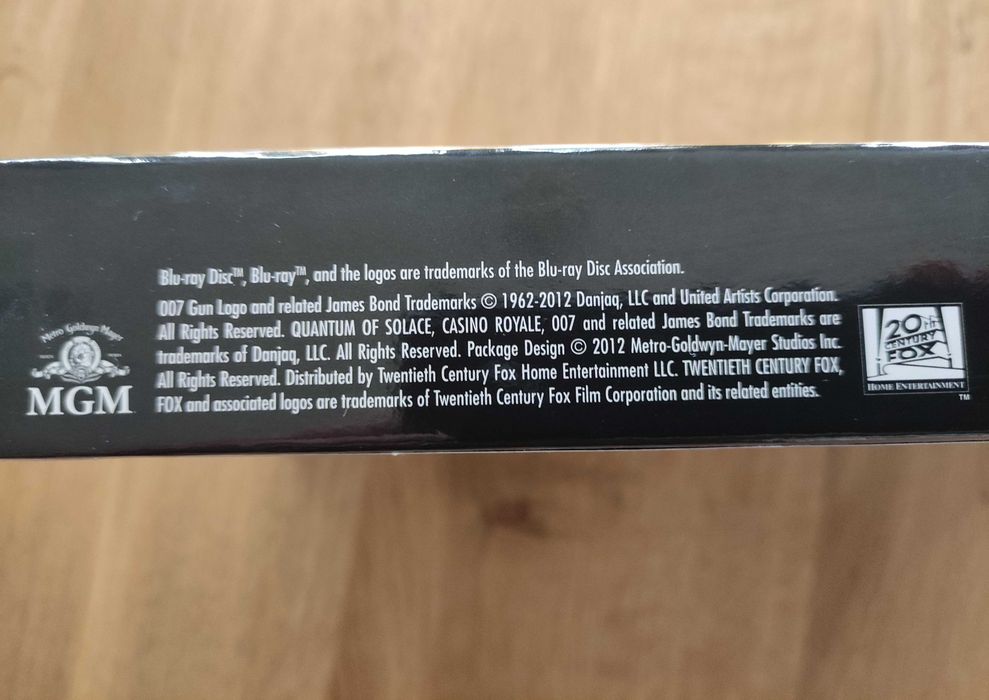 Blu-ray Disc™, Blu-ray™, and the logos are trademarks of the Blu-ray Disc Association.
007 Gun Logo and related James Bond Trademarks © 1962-2012 Danjaq, LLC and United Artists Corporation.
All Rights Reserved. QUANTUM OF SOLACE, CASINO ROYALE, 007 and related James Bond Trademarks are
trademarks of Danjaq, LLC. All Rights Reserved. Package Design © 2012 Metro-Goldwyn-Mayer Studios Inc.
All Rights Reserved. Distributed by Twentieth Century Fox Home Entertainment LLC. TWENTIETH CENTURY FOX,
FOX and associated logos are trademarks of Twentieth Century Fox Film Corporation and its related entities.
Metro Goldwyn Mayer
MGM
20th
CENTURY
FOX
HOME ENTERTAINMENT
TM